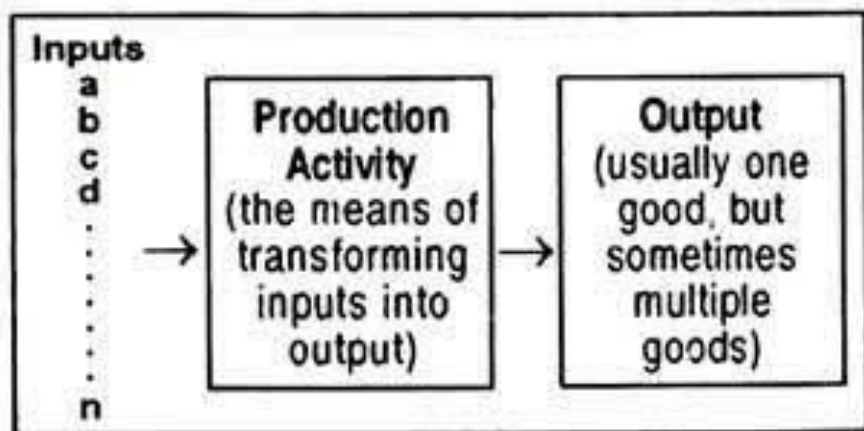 Inputs
a
b
c
d
.
.
.
.
.
.
.
n
Production
Activity
(the means of
transforming
inputs into
output)
Output
(usually one
good, but
sometimes
multiple
goods)